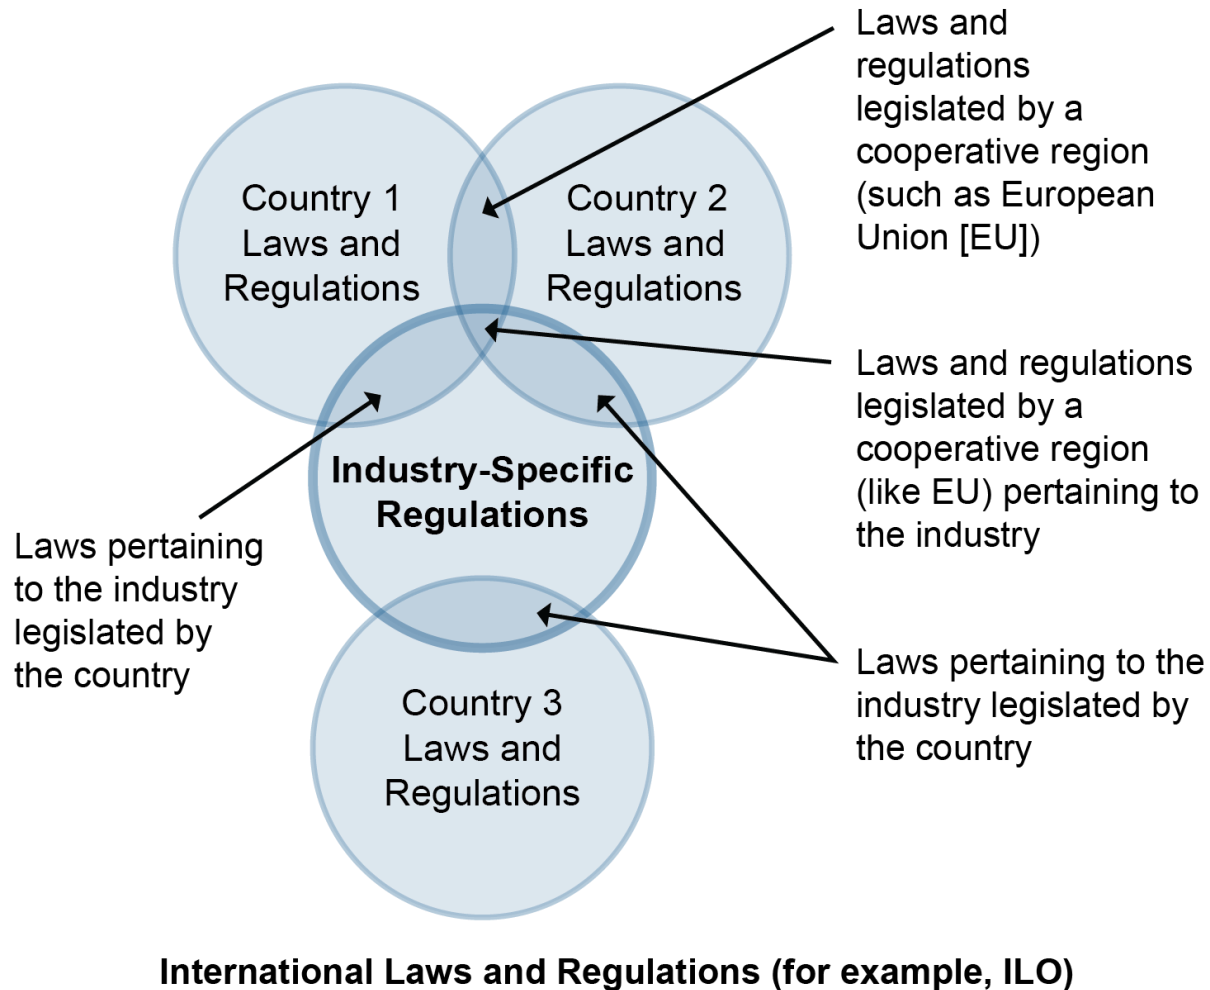 Laws and
regulations
legislated by a
cooperative region
(such as European
Union [EU])
Country 1
Laws and
Regulations
Country 2
Laws and
Regulations
Laws and regulations
legislated by a
cooperative region
(like EU) pertaining to
the industry
Industry-Specific
Regulations
Laws pertaining
to the industry
legislated by
the country
Laws pertaining to the
industry legislated by
the country
Country 3
Laws and
Regulations
International Laws and Regulations (for example, ILO)